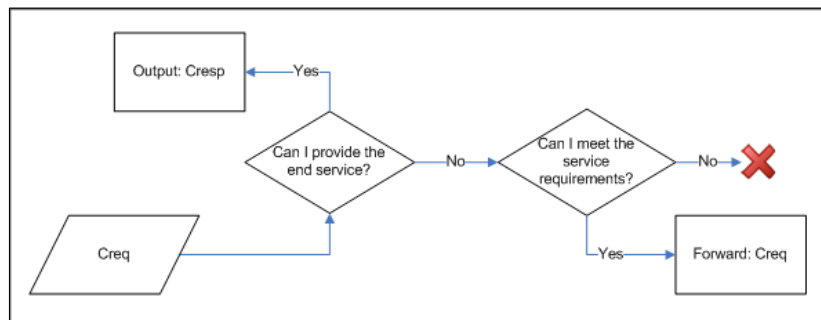 Output: Cresp
Yes
Can I provide the
end service?
No
Can I meet the
service
requirements?
No
Creq
Yes
Forward: Creq